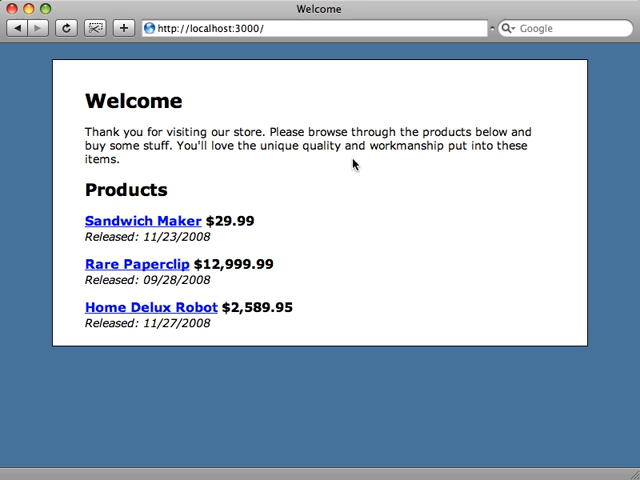 Welcome
http://localhost:3000/
Google
Welcome
Thank you for visiting our store. Please browse through the products below and
buy some stuff. You'll love the unique quality and workmanship put into these
items.
Products
Sandwich Maker $29.99
Released: 11/23/2008
Rare Paperclip $12,999.99
Released: 09/28/2008
Home Delux Robot $2,589.95
Released: 11/27/2008